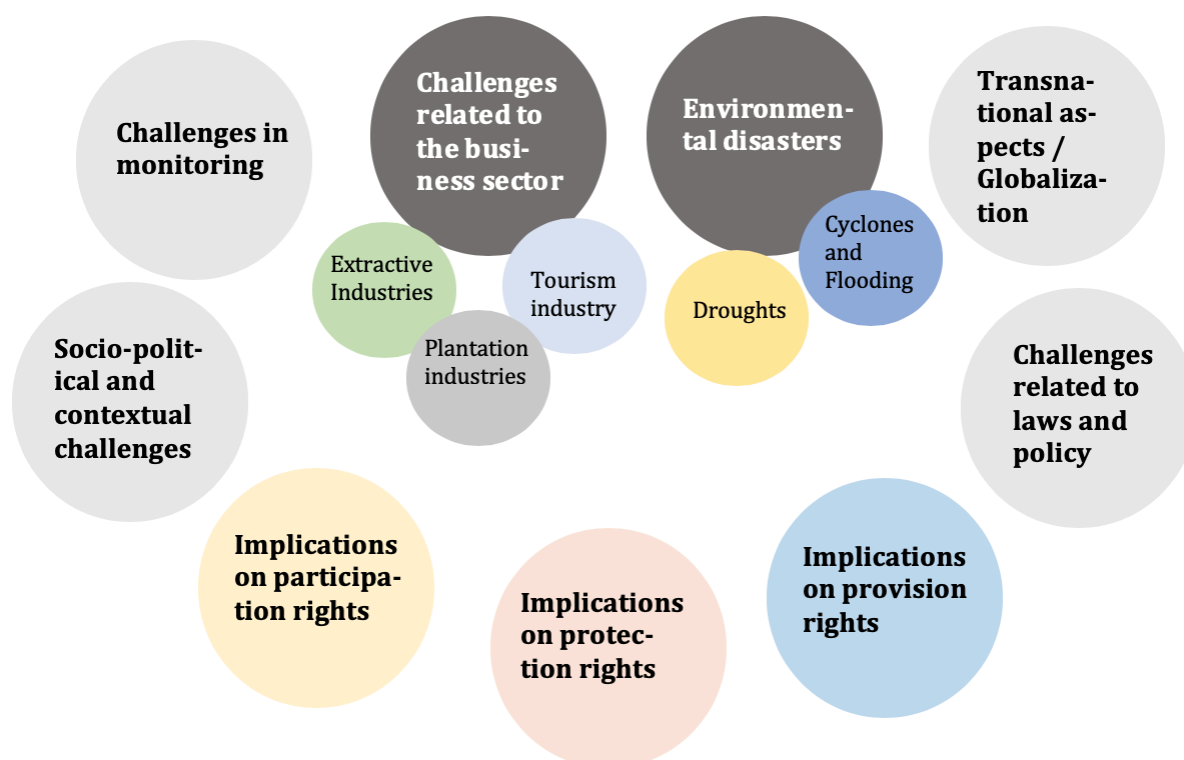 Challenges in
monitoring
Challenges
related to
the busi-
ness sector
Environmen-
tal disasters
Transna-
tional as-
pects /
Globaliza-
tion
Extractive
Industries
Tourism
industry
Plantation
industries
Droughts
Cyclones
and
Flooding
Socio-polit-
ical and
contextual
challenges
Challenges
related to
laws and
policy
Implications
on participa-
tion rights
Implications
on protec-
tion rights
Implications
on provision
rights